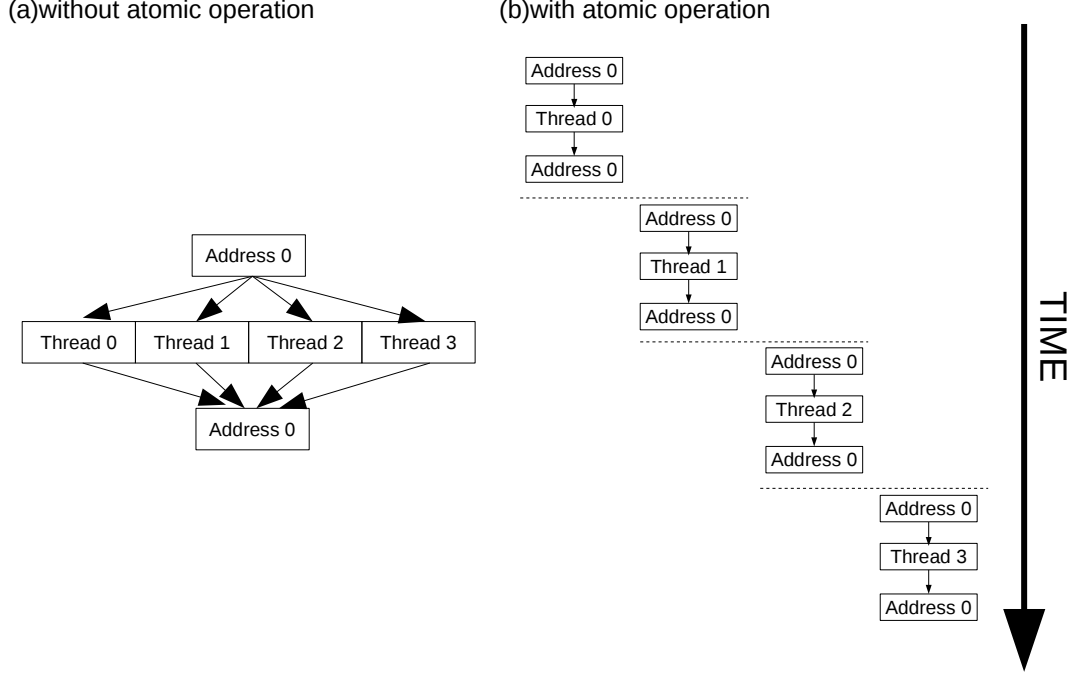 (a)without atomic operation
Address 0
Thread 0 Thread 1 Thread 2 Thread 3
Address 0
(b)with atomic operation
Address 0
Thread 0
Address 0
Address 0
Thread 1
Address 0
Address 0
Thread 2
Address 0
Address 0
Thread 3
Address 0
TIME